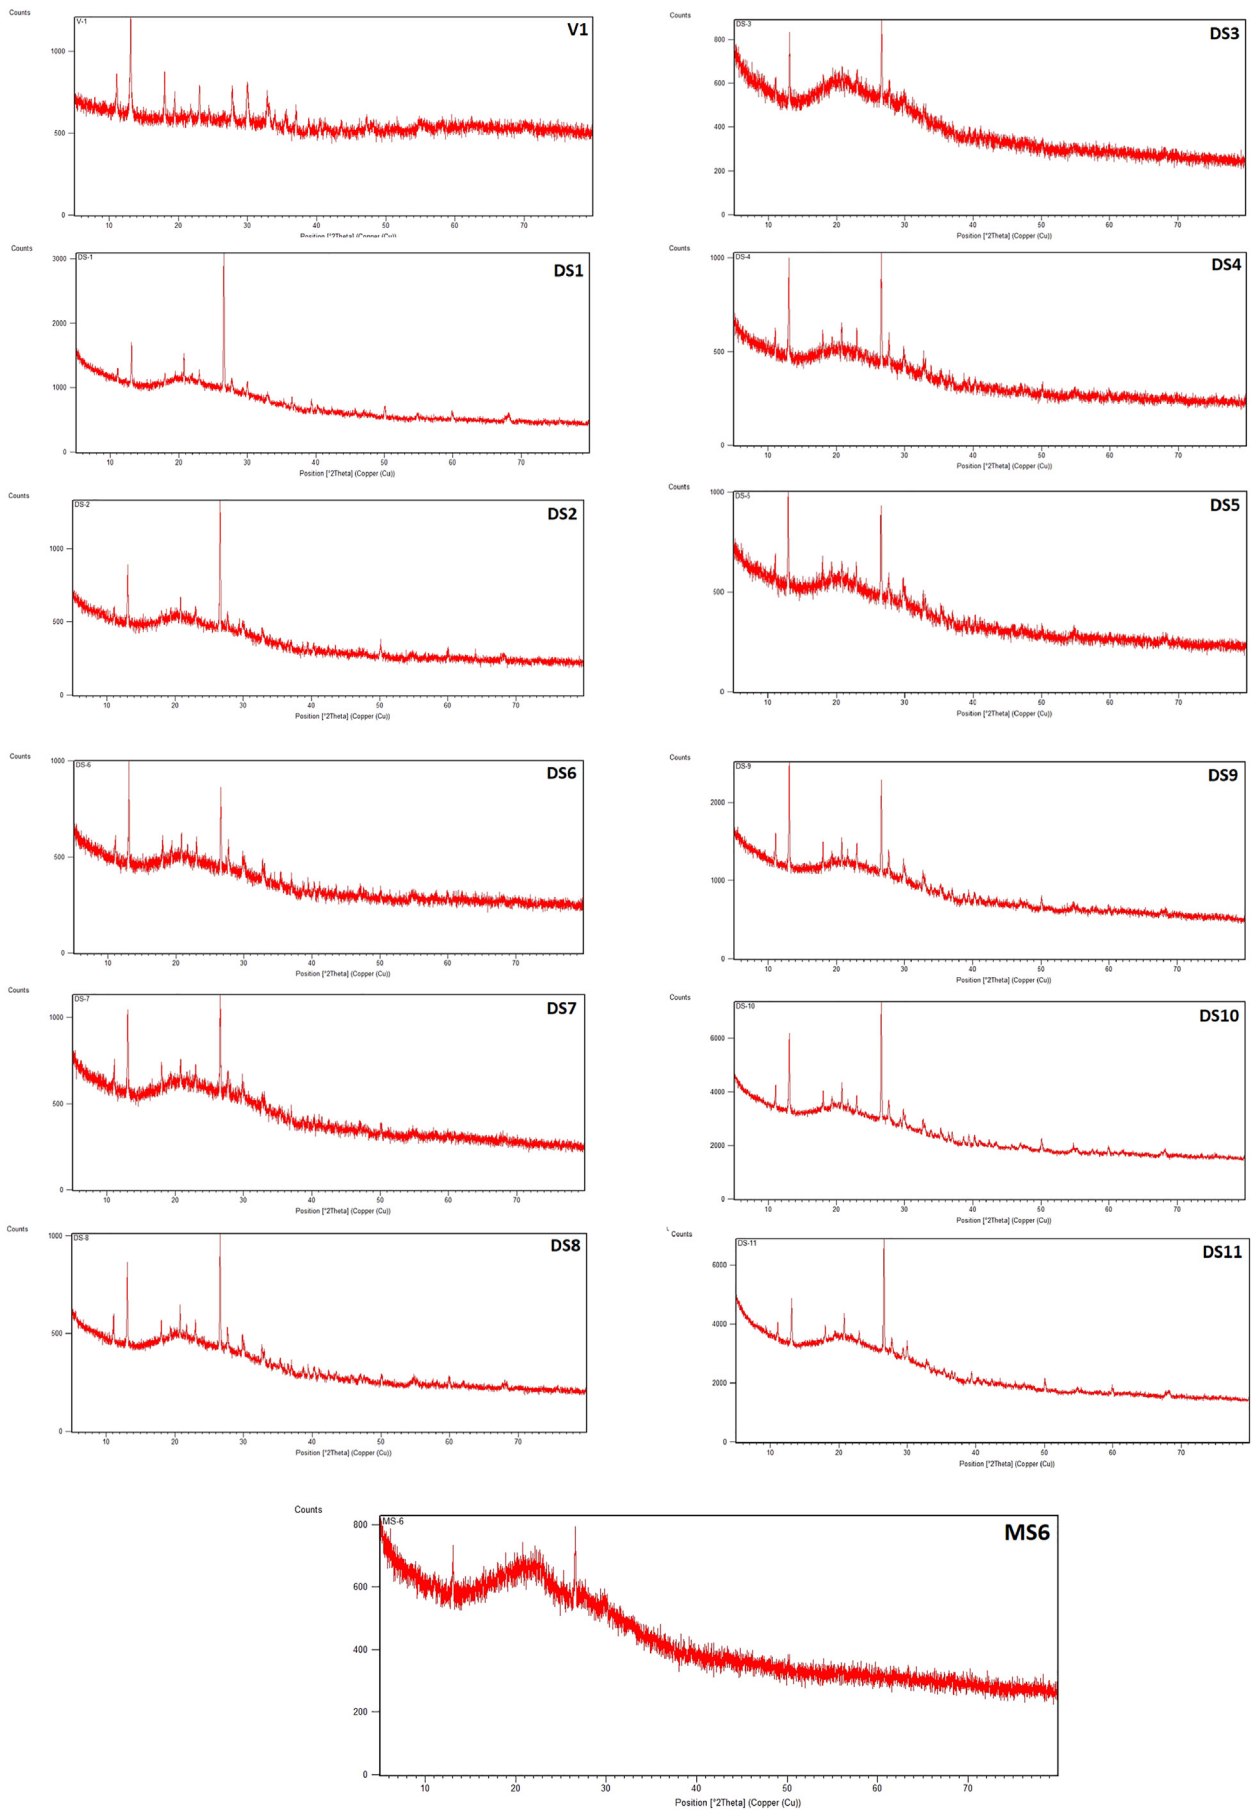 Counts
V-1
V1
1000
500
0
10 20 30 40 50 60 70
Position [°2Theta] (Copper (Cu))
Counts
DS-1
DS1
3000
2000
1000
0
10 20 30 40 50 60 70
Position [°2Theta] (Copper (Cu))
Counts
DS-2
DS2
1000
500
0
10 20 30 40 50 60 70
Position [°2Theta] (Copper (Cu))
Counts
DS-3
DS3
800
600
400
200
0
10 20 30 40 50 60 70
Position [°2Theta] (Copper (Cu))
Counts
DS-4
DS4
1000
500
0
10 20 30 40 50 60 70
Position [°2Theta] (Copper (Cu))
Counts
DS-5
DS5
1000
500
0
10 20 30 40 50 60 70
Position [°2Theta] (Copper (Cu))
Counts
DS-6
DS6
1000
500
0
10 20 30 40 50 60 70
Position [°2Theta] (Copper (Cu))
Counts
DS-7
DS7
1000
500
0
10 20 30 40 50 60 70
Position [°2Theta] (Copper (Cu))
Counts
DS-8
DS8
1000
500
0
10 20 30 40 50 60 70
Position [°2Theta] (Copper (Cu))
Counts
DS-9
DS9
2000
1000
0
10 20 30 40 50 60 70
Position [°2Theta] (Copper (Cu))
Counts
DS-10
DS10
6000
4000
2000
0
10 20 30 40 50 60 70
Position [°2Theta] (Copper (Cu))
Counts
DS-11
DS11
6000
4000
2000
0
10 20 30 40 50 60 70
Position [°2Theta] (Copper (Cu))
Counts
MS-6
MS6
800
600
400
200
0
10 20 30 40 50 60 70
Position [°2Theta] (Copper (Cu))